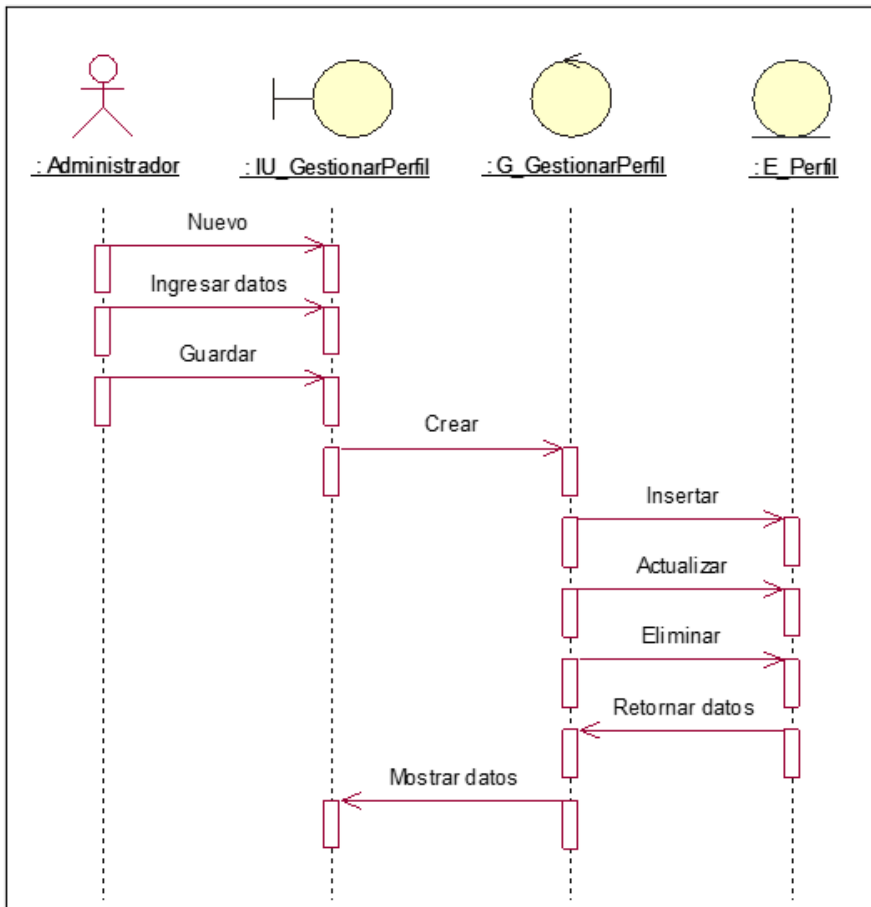 : Administrador
: IU_GestionarPerfil
: G_GestionarPerfil
: E_Perfil
Nuevo
Ingresar datos
Guardar
Crear
Insertar
Actualizar
Eliminar
Retornar datos
Mostrar datos